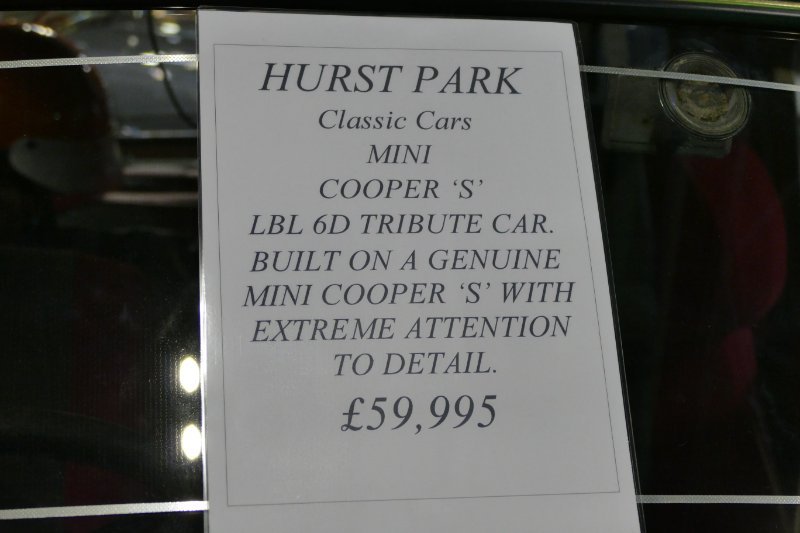 HURST PARK
Classic Cars
MINI
COOPER ‘S’
LBL 6D TRIBUTE CAR.
BUILT ON A GENUINE
MINI COOPER ‘S’ WITH
EXTREME ATTENTION
TO DETAIL.
£59,995